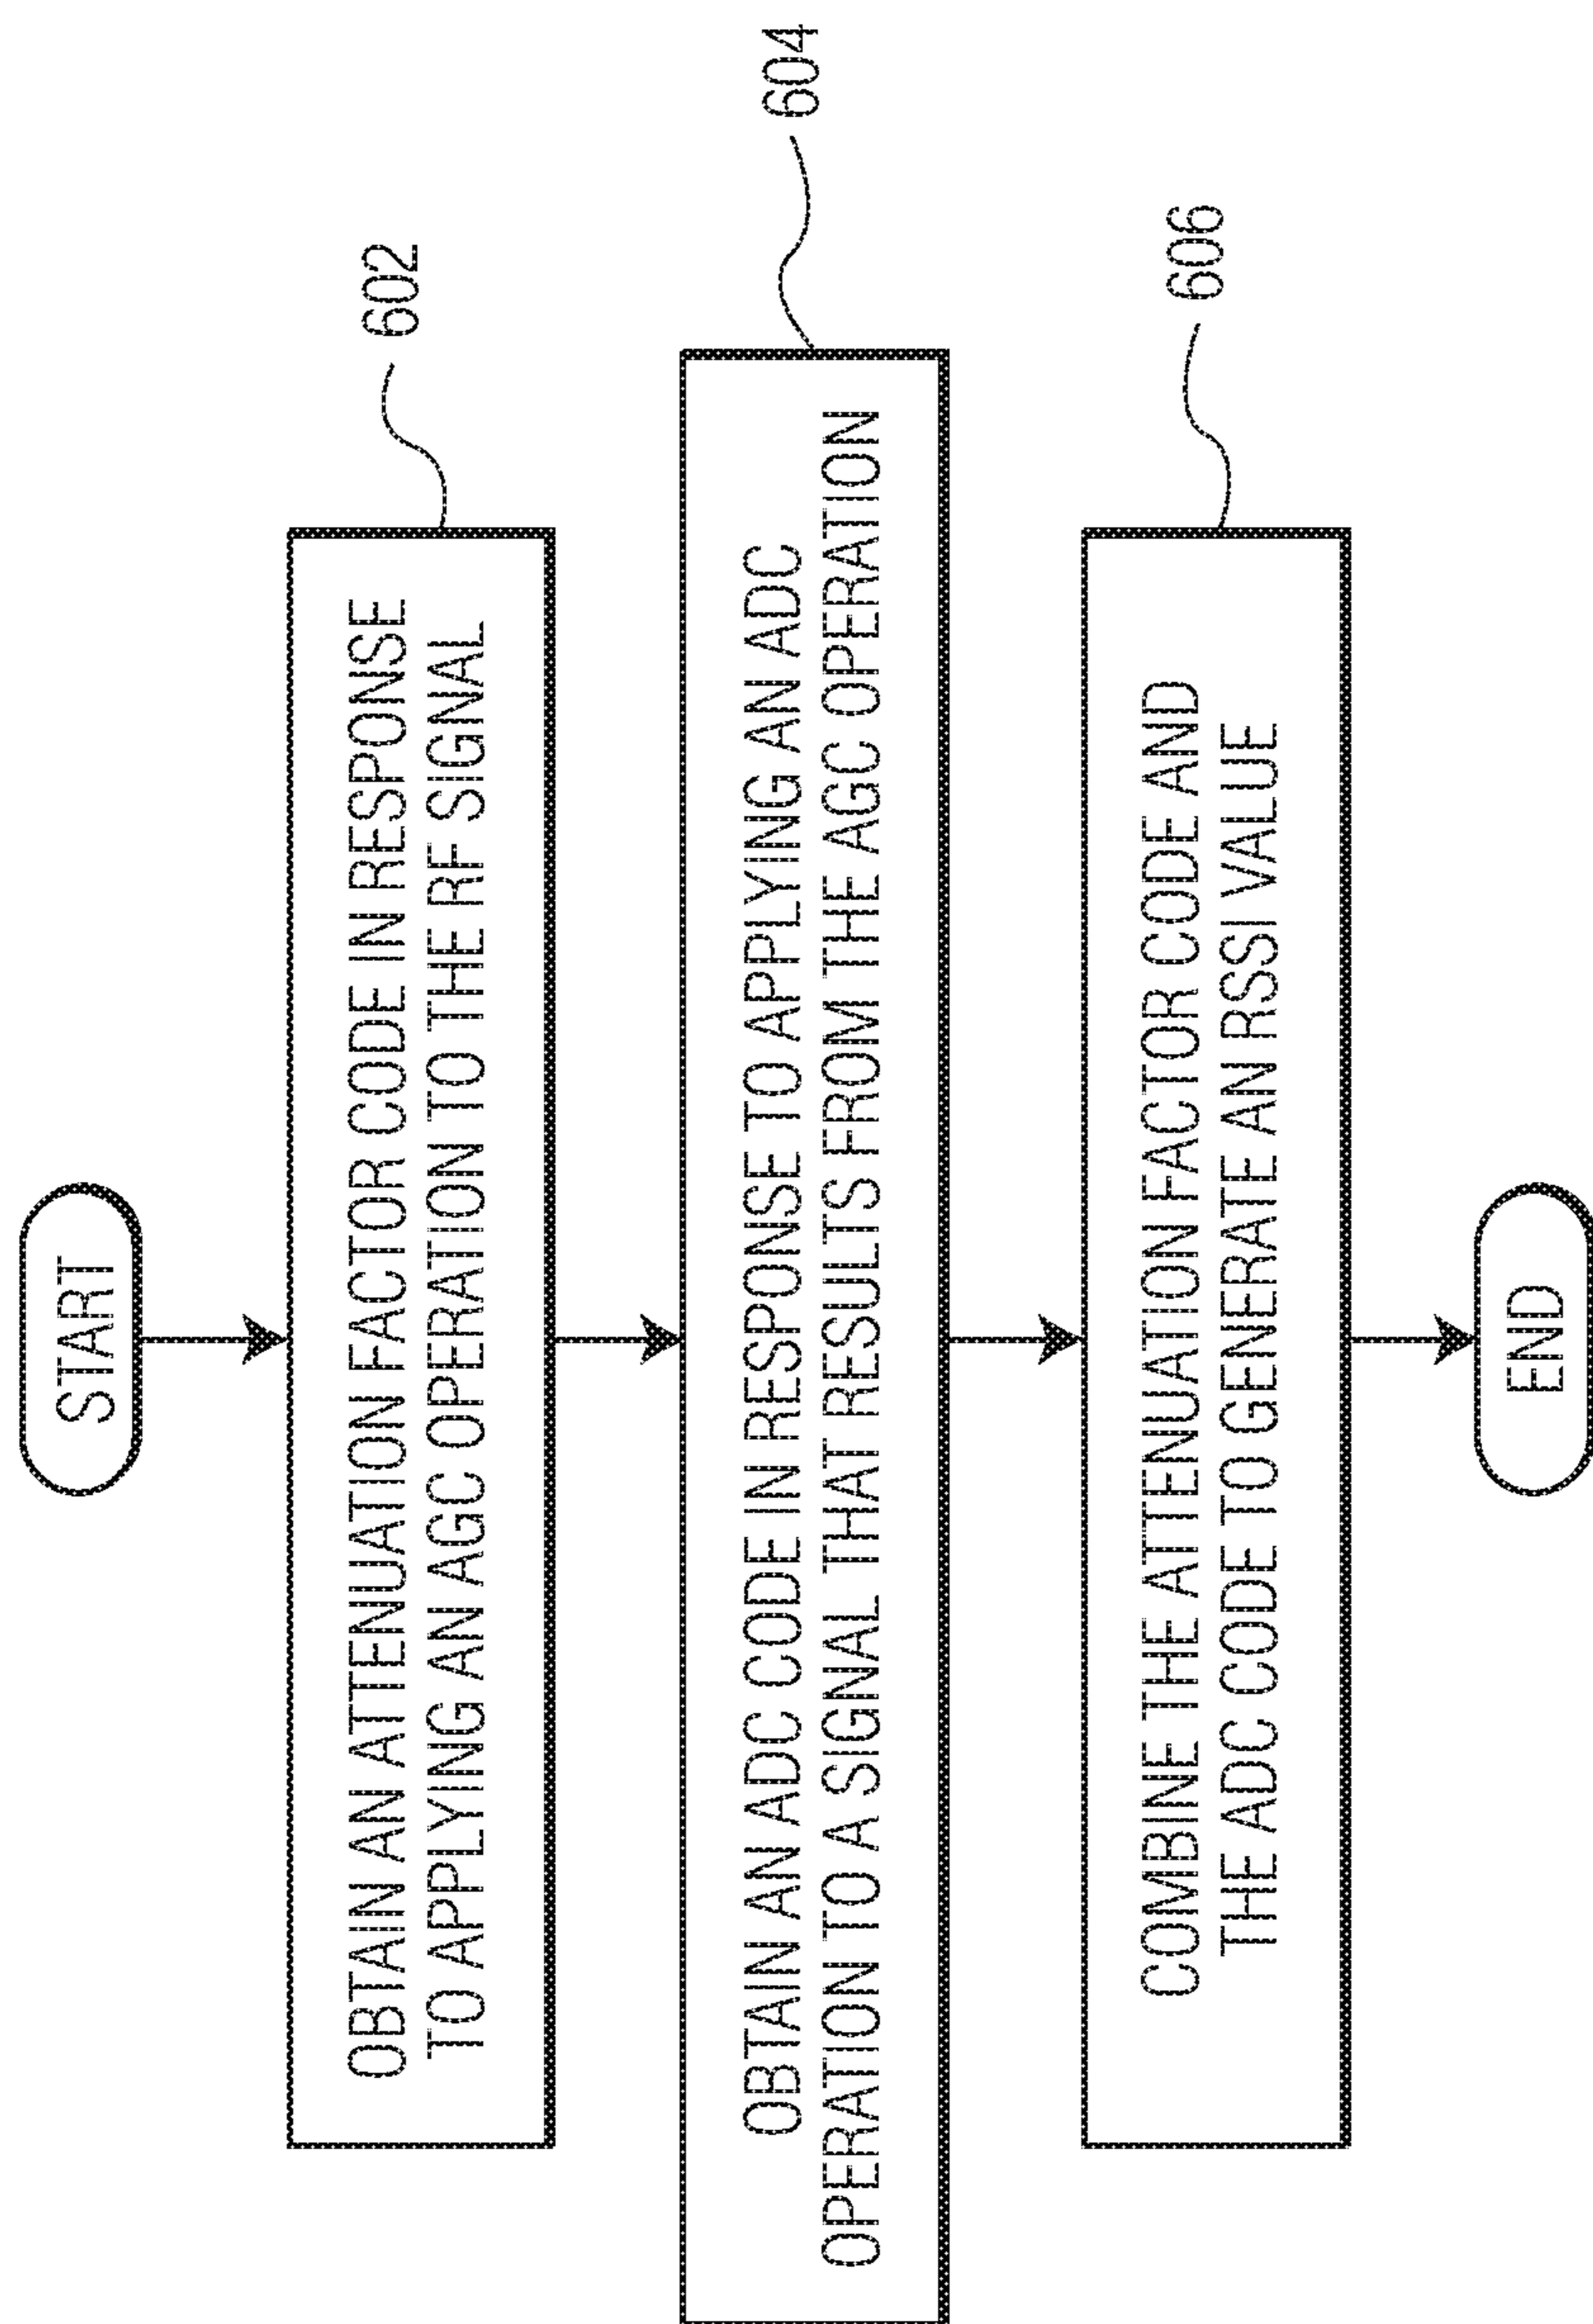 START
OBTAIN AN ATTENUATION FACTOR CODE IN RESPONSE
TO APPLYING AN AGC OPERATION TO THE RF SIGNAL
602
OBTAIN AN ADC CODE IN RESPONSE TO APPLYING AN ADC
OPERATION TO A SIGNAL THAT RESULTS FROM THE AGC OPERATION
604
COMBINE THE ATTENUATION FACTOR CODE AND
THE ADC CODE TO GENERATE AN RSSI VALUE
606
END